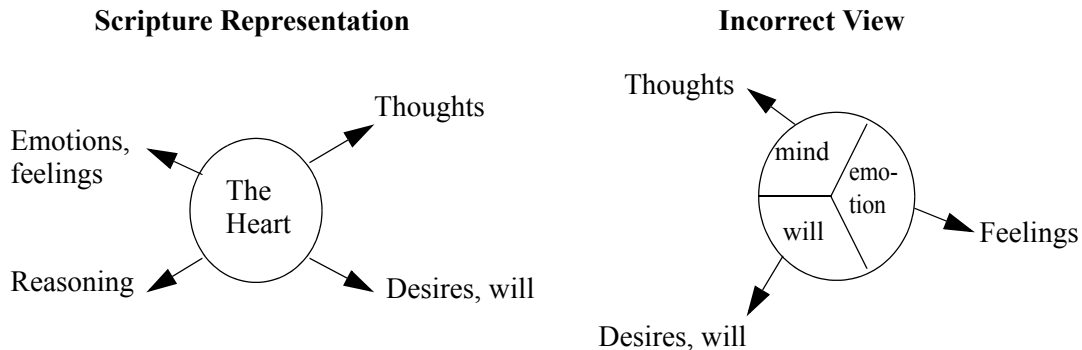 Scripture Representation
Thoughts
Emotions,
feelings
The
Heart
Reasoning
Desires, will
Incorrect View
Thoughts
mind
emo-
tion
will
Feelings
Desires, will